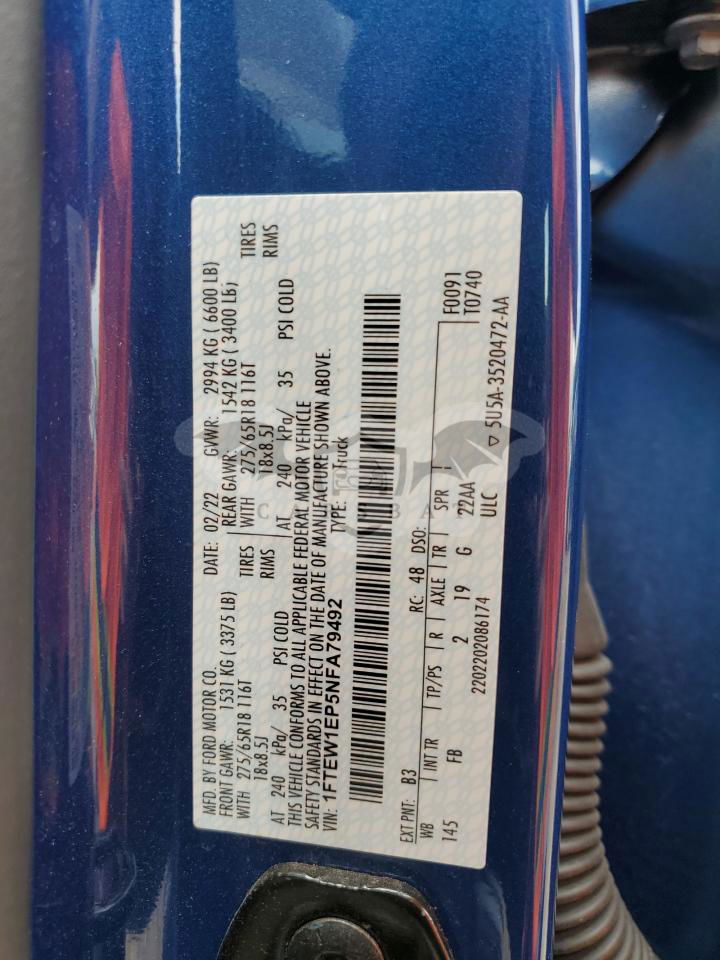 MFD. BY FORD MOTOR CO. DATE: 02/22 GVWR: 2994 KG ( 6600 LB)
FRONT GAWR: 1531 KG ( 3375 LB) REAR GAWR: 1542 KG ( 3400 LB)
WITH 275/65R18 116T TIRES WITH 275/65R18 116T TIRES
18x8.5J RIMS 18x8.5J RIMS
AT 240 kPa/ 35 PSI COLD AT 240 kPa/ 35 PSI COLD
THIS VEHICLE CONFORMS TO ALL APPLICABLE FEDERAL MOTOR VEHICLE
SAFETY STANDARDS IN EFFECT ON THE DATE OF MANUFACTURE SHOWN ABOVE.
VIN: 1FTEW1EP5NFA79492 TYPE: Truck
EXT PNT: B3 RC: 48 DSO:
WB INT TR TP/PS R AXLE TR SPR F0091
145 FB 2 19 G 22AA T0740
2202202086174 ULC
5U5A-3520472-AA